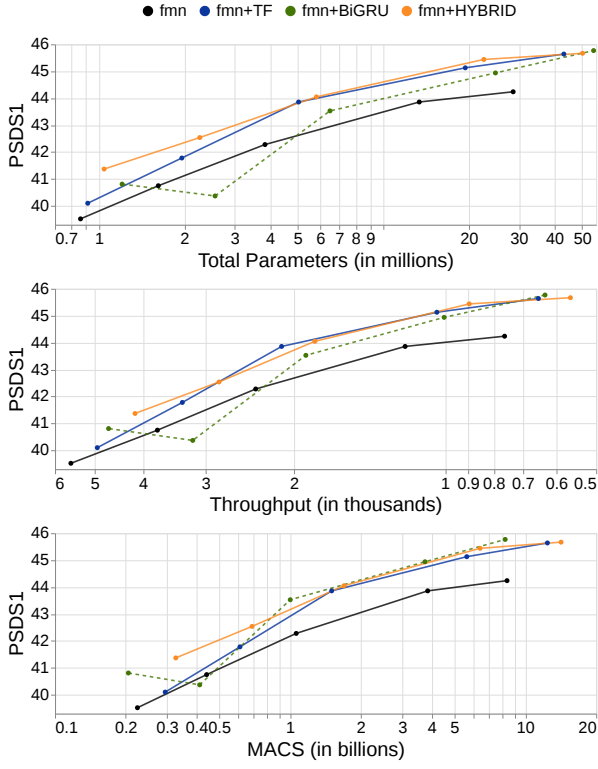 fmn fmn+TF fmn+BiGRU fmn+HYBRID
46
45
44
43
42
41
40
PSDS1
0.7 1 2 3 4 5 6 7 8 9 20 30 40 50
Total Parameters (in millions)
46
45
44
43
42
41
40
PSDS1
6 5 4 3 2 1 0.9 0.8 0.7 0.6 0.5
Throughput (in thousands)
46
45
44
43
42
41
40
PSDS1
0.1 0.2 0.3 0.4 0.5 1 2 3 4 5 10 20
MACS (in billions)